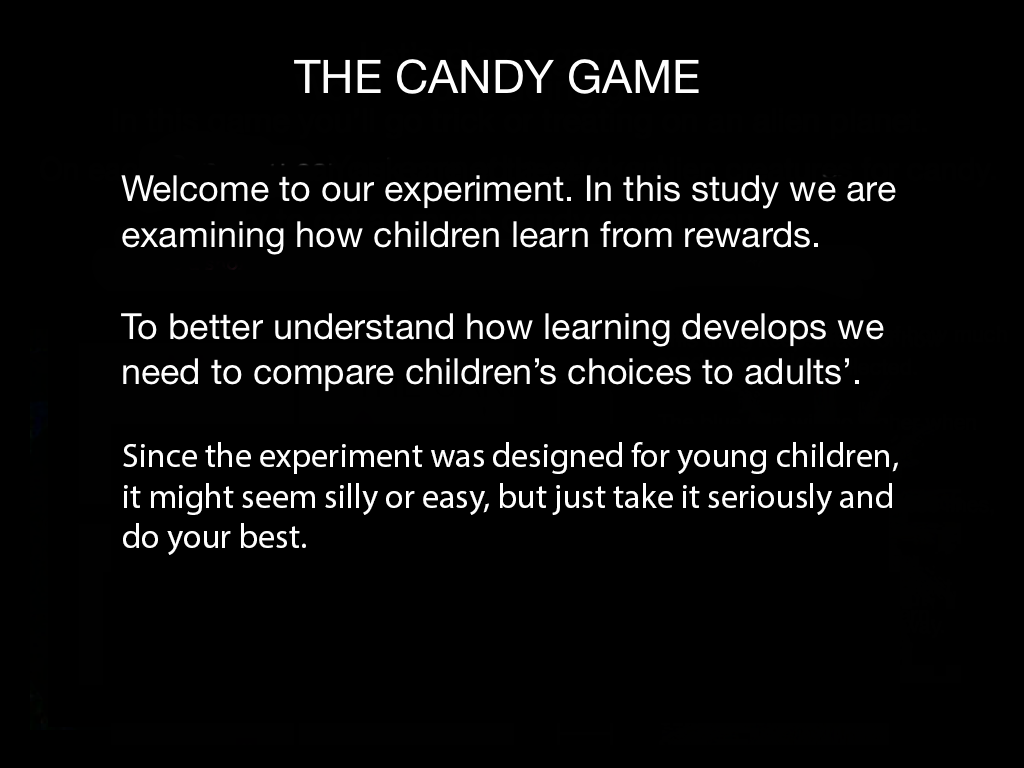 THE CANDY GAME
Welcome to our experiment. In this study we are
examining how children learn from rewards.
To better understand how learning develops we
need to compare children’s choices to adults’.
Since the experiment was designed for young children,
it might seem silly or easy, but just take it seriously and
do your best.